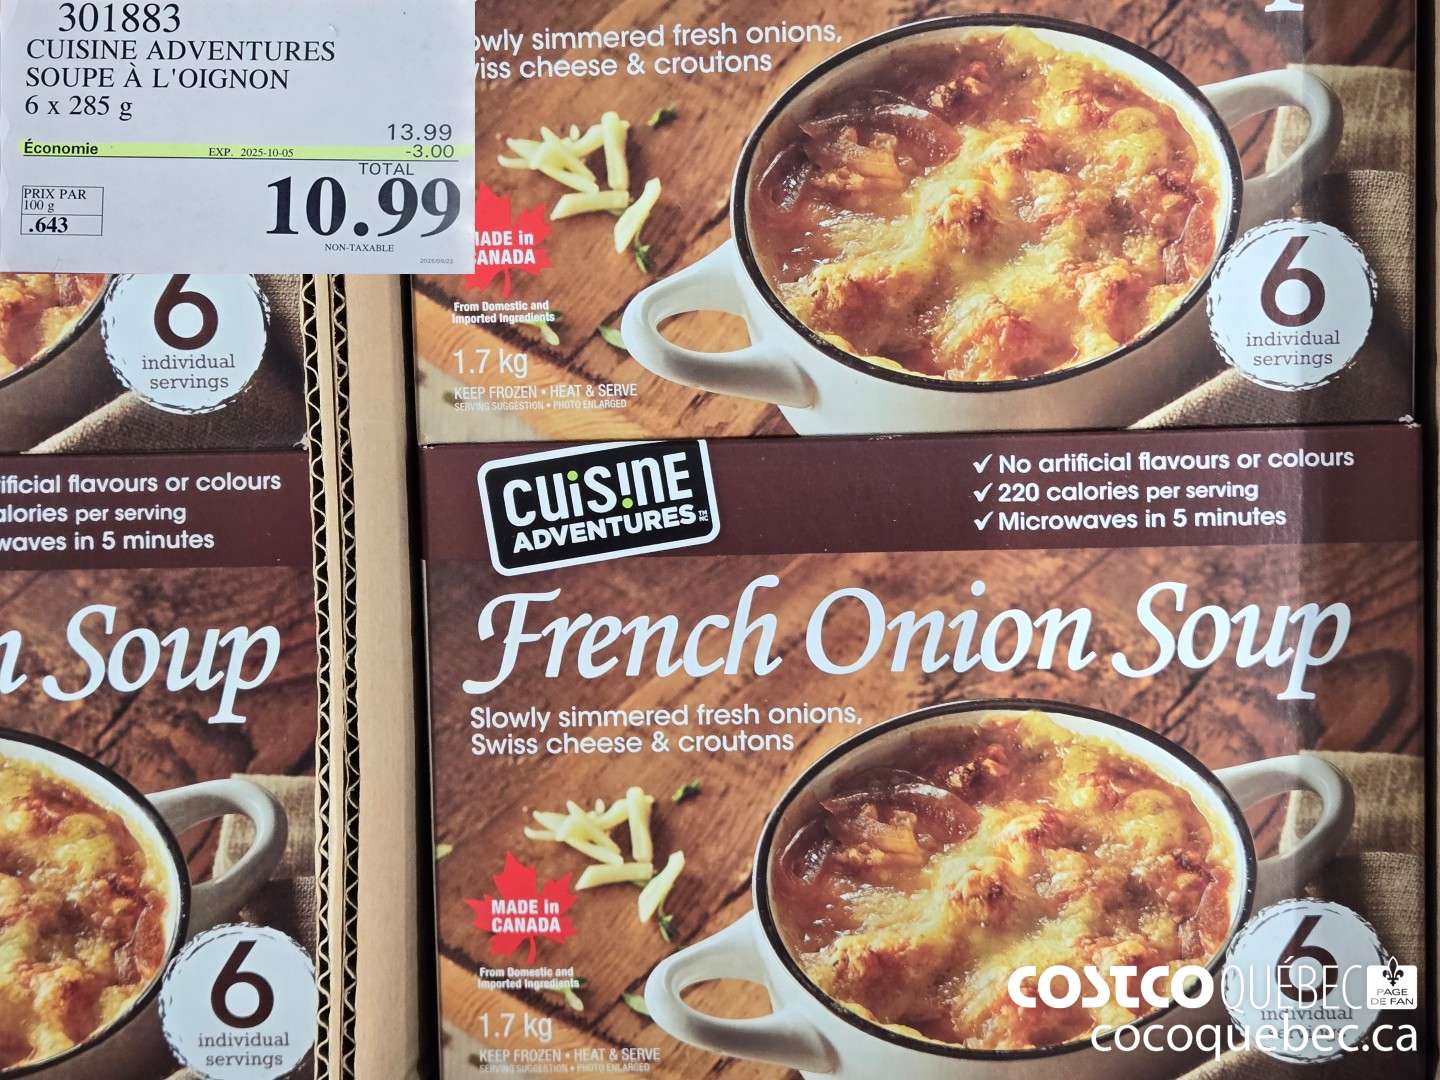 301883
CUISINE ADVENTURES
SOUPE À L'OIGNON
6 x 285 g
13.99
Économie EXP. 2025-10-05 -3.00
TOTAL
PRIX PAR
100 g
.643
10.99
NON-TAXABLE
simmered fresh onions,
cheese & croutons
MADE in
CANADA
From Domestic and
Imported Ingredients
1.7 kg
KEEP FROZEN • HEAT & SERVE
SERVING SUGGESTION • PHOTO ENLARGED
6
individual
servings
6
individual
servings
flavours or colours
per serving
in 5 minutes
Soup
6
individual
servings
CUISINE
ADVENTURES
TM
MC
✓ No artificial flavours or colours
✓ 220 calories per serving
✓ Microwaves in 5 minutes
French Onion Soup
Slowly simmered fresh onions,
Swiss cheese & croutons
MADE in
CANADA
From Domestic and
Imported Ingredients
1.7 kg
KEEP FROZEN • HEAT & SERVE
SERVING SUGGESTION • PHOTO ENLARGED
6
individual
COSTCO QUÉBEC PAGE
DE FAN
cocoquebec.ca